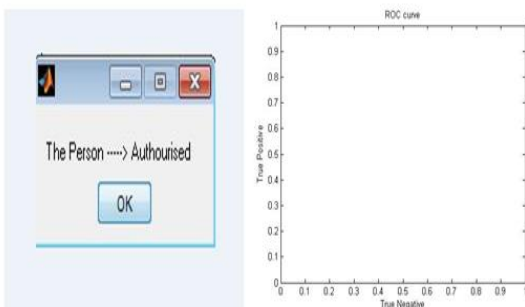 The Person ----> Authourised
OK
ROC curve
True Positive
1
0.9
0.8
0.7
0.6
0.5
0.4
0.3
0.2
0.1
0
0 0.1 0.2 0.3 0.4 0.5 0.6 0.7 0.8 0.9
True Negative